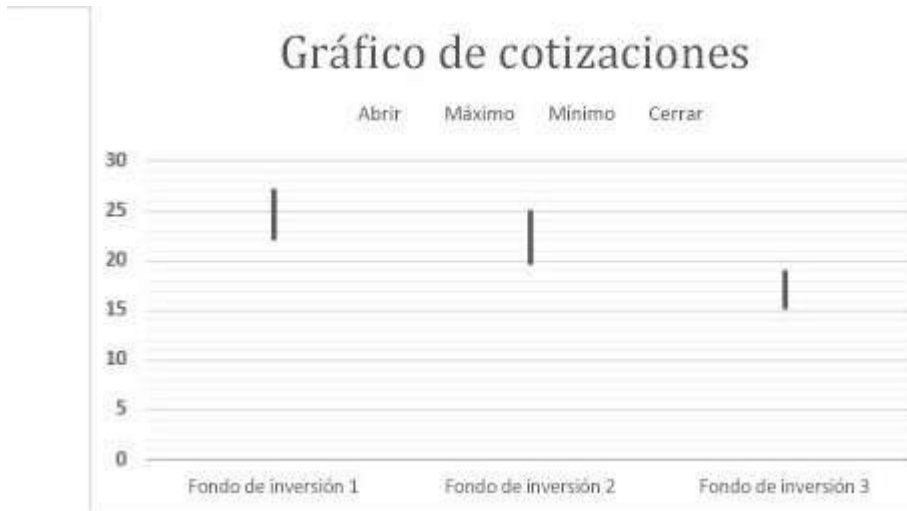 Gráfico de cotizaciones
Abrir Máximo Mínimo Cerrar
30
25
20
15
10
5
0
Fondo de inversión 1 Fondo de inversión 2 Fondo de inversión 3